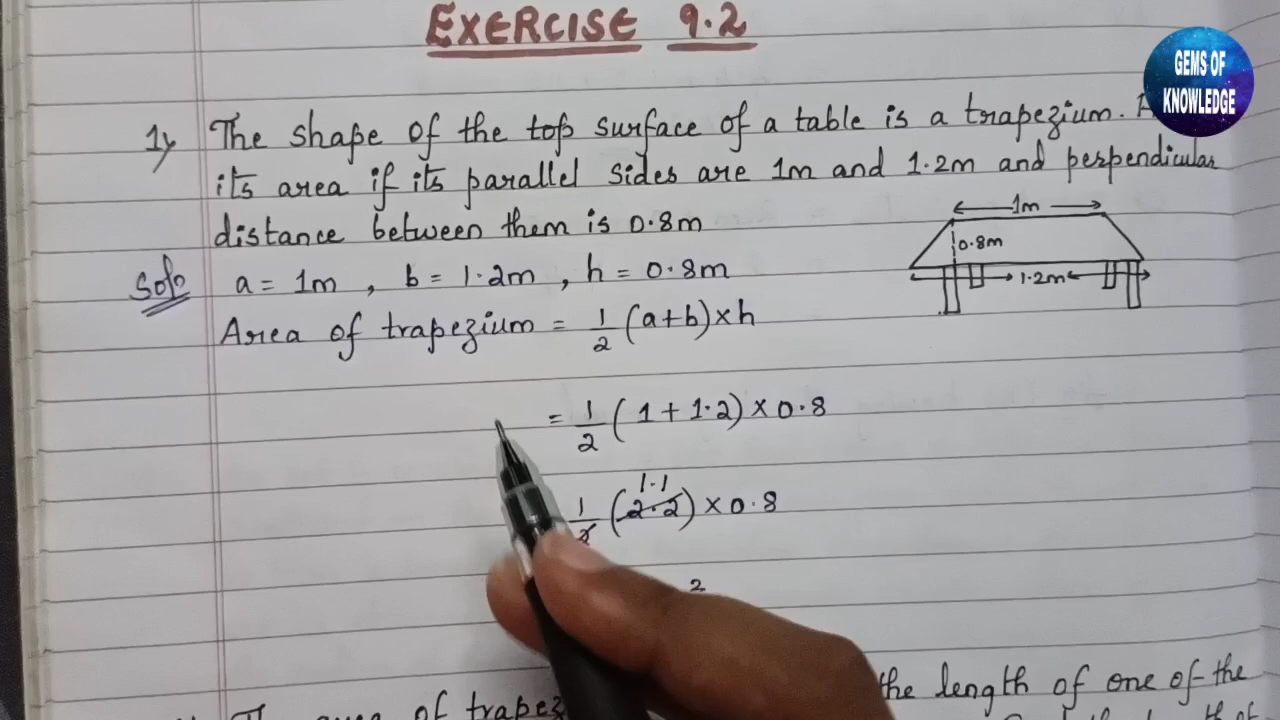 EXERCISE 9.2
GEMS OF
KNOWLEDGE
1) The shape of the top surface of a table is a trapezium.
its area if its parallel sides are 1m and 1.2m and perpendicular
distance between them is 0.8m
1m
0.8m
1.2m
Soln a = 1m , b = 1.2m , h = 0.8m
Area of trapezium = 1/2 (a+b) × h
= 1/2 (1 + 1.2) × 0.8
1.1
1/2 (2.2) × 0.8
2
area of the length of one of the